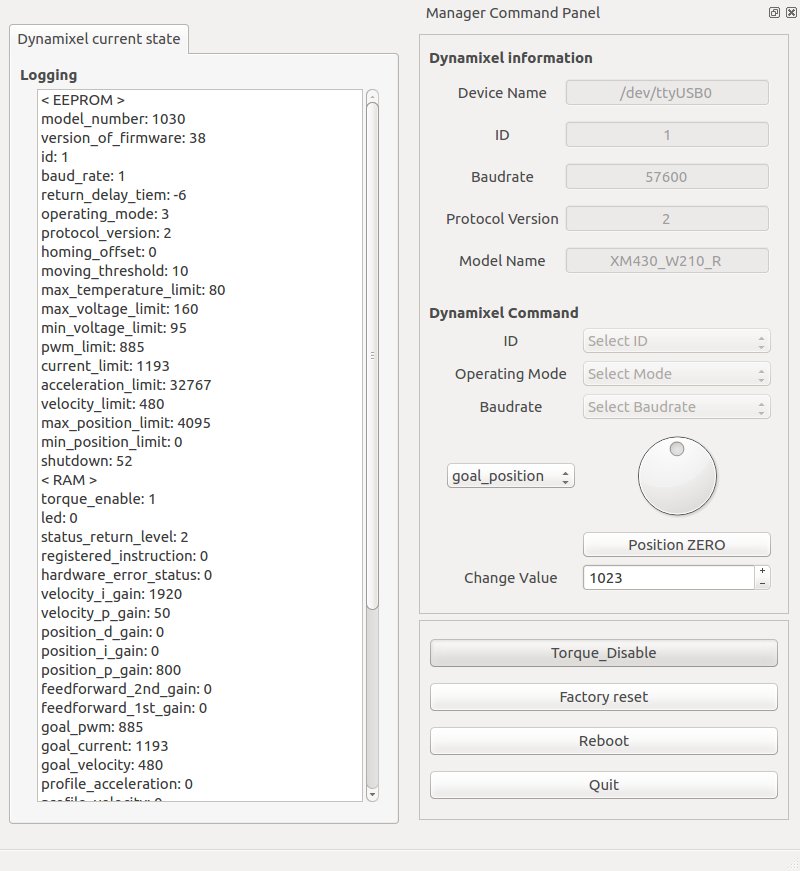 Manager Command Panel
Dynamixel current state
Logging
< EEPROM >
model_number: 1030
version_of_firmware: 38
id: 1
baud_rate: 1
return_delay_tiem: -6
operating_mode: 3
protocol_version: 2
homing_offset: 0
moving_threshold: 10
max_temperature_limit: 80
max_voltage_limit: 160
min_voltage_limit: 95
pwm_limit: 885
current_limit: 1193
acceleration_limit: 32767
velocity_limit: 480
max_position_limit: 4095
min_position_limit: 0
shutdown: 52
< RAM >
torque_enable: 1
led: 0
status_return_level: 2
registered_instruction: 0
hardware_error_status: 0
velocity_i_gain: 1920
velocity_p_gain: 50
position_d_gain: 0
position_i_gain: 0
position_p_gain: 800
feedforward_2nd_gain: 0
feedforward_1st_gain: 0
goal_pwm: 885
goal_current: 1193
goal_velocity: 480
profile_acceleration: 0
profile_velocity: 0
Dynamixel information
Device Name /dev/ttyUSB0
ID 1
Baudrate 57600
Protocol Version 2
Model Name XM430_W210_R
Dynamixel Command
ID Select ID
Operating Mode Select Mode
Baudrate Select Baudrate
goal_position
Position ZERO
Change Value 1023
Torque_Disable
Factory reset
Reboot
Quit